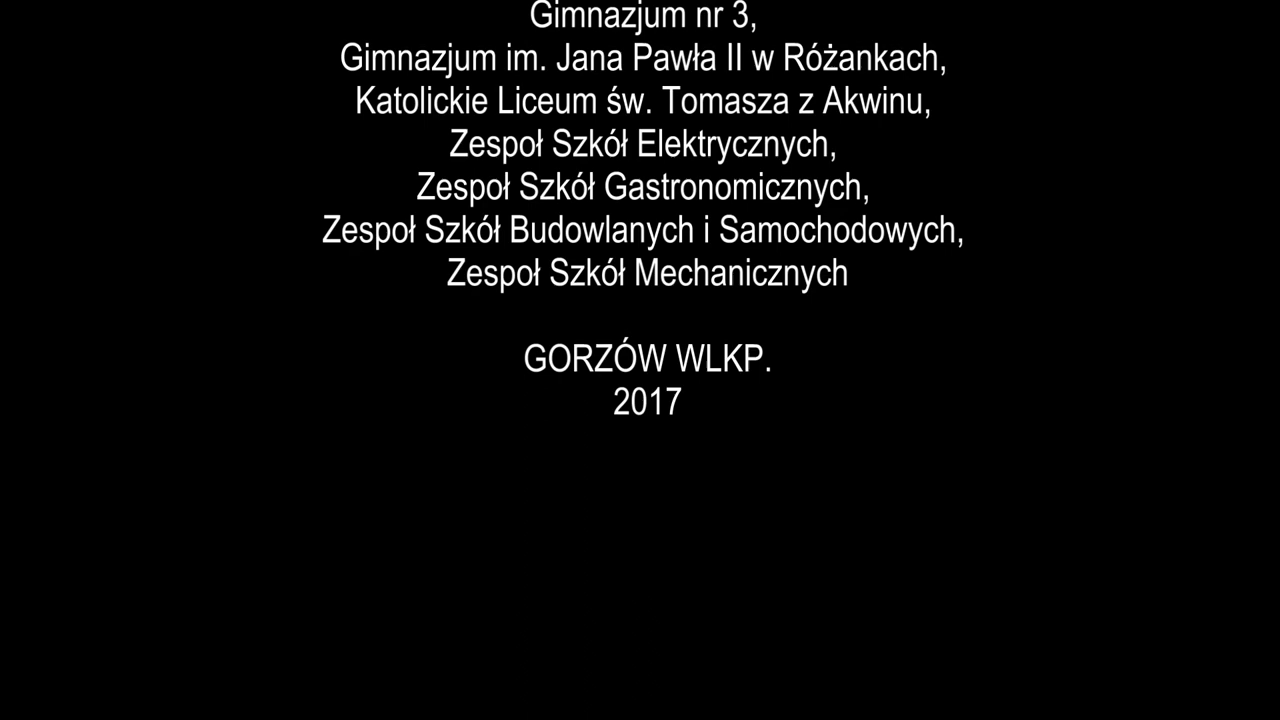 Gimnazjum nr 3,
Gimnazjum im. Jana Pawła II w Różankach,
Katolickie Liceum św. Tomasza z Akwinu,
Zespoł Szkół Elektrycznych,
Zespoł Szkół Gastronomicznych,
Zespoł Szkół Budowlanych i Samochodowych,
Zespoł Szkół Mechanicznych
GORZÓW WLKP.
2017